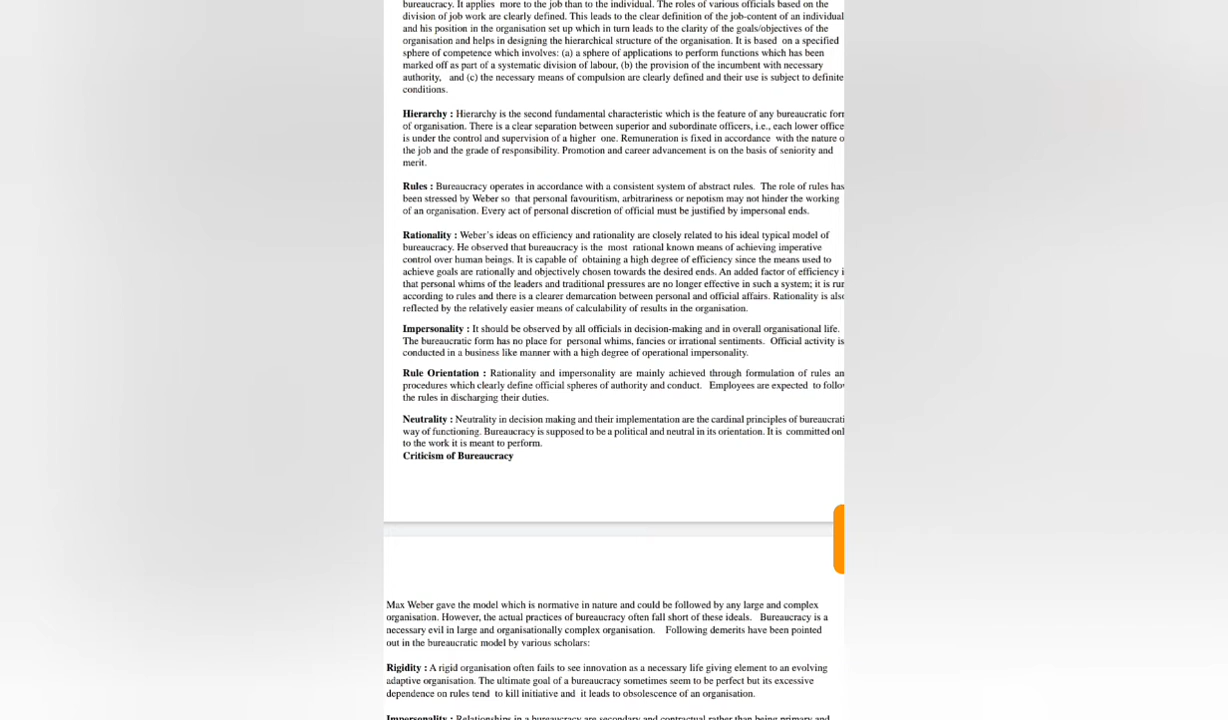 bureaucracy. It applies more to the job than to the individual. The roles of various officials based on the
division of job work are clearly defined. This leads to the clear definition of the job-content of an individual
and his position in the organisation set up which in turn leads to the clarity of the goals/objectives of the
organisation and helps in designing the hierarchical structure of the organisation. It is based on a specified
sphere of competence which involves: (a) a sphere of applications to perform functions which has been
marked off as part of a systematic division of labour, (b) the provision of the incumbent with necessary
authority, and (c) the necessary means of compulsion are clearly defined and their use is subject to definite
conditions.
Hierarchy : Hierarchy is the second fundamental characteristic which is the feature of any bureaucratic for
of organisation. There is a clear separation between superior and subordinate officers, i.e., each lower office
is under the control and supervision of a higher one. Remuneration is fixed in accordance with the nature o
the job and the grade of responsibility. Promotion and career advancement is on the basis of seniority and
merit.
Rules : Bureaucracy operates in accordance with a consistent system of abstract rules. The role of rules has
been stressed by Weber so that personal favouritism, arbitrariness or nepotism may not hinder the working
of an organisation. Every act of personal discretion of official must be justified by impersonal ends.
Rationality : Weber's ideas on efficiency and rationality are closely related to his ideal typical model of
bureaucracy. He observed that bureaucracy is the most rational known means of achieving imperative
control over human beings. It is capable of obtaining a high degree of efficiency since the means used to
achieve goals are rationally and objectively chosen towards the desired ends. An added factor of efficiency i
that personal whims of the leaders and traditional pressures are no longer effective in such a system; it is run
according to rules and there is a clearer demarcation between personal and official affairs. Rationality is also
reflected by the relatively easier means of calculability of results in the organisation.
Impersonality : It should be observed by all officials in decision-making and in overall organisational life.
The bureaucratic form has no place for personal whims, fancies or irrational sentiments. Official activity is
conducted in a business like manner with a high degree of operational impersonality.
Rule Orientation : Rationality and impersonality are mainly achieved through formulation of rules an
procedures which clearly define official spheres of authority and conduct. Employees are expected to follo
the rules in discharging their duties.
Neutrality : Neutrality in decision making and their implementation are the cardinal principles of bureaucrati
way of functioning. Bureaucracy is supposed to be a political and neutral in its orientation. It is committed onl
to the work it is meant to perform.
Criticism of Bureaucracy
Max Weber gave the model which is normative in nature and could be followed by any large and complex
organisation. However, the actual practices of bureaucracy often fall short of these ideals. Bureaucracy is a
necessary evil in large and organisationally complex organisation. Following demerits have been pointed
out in the bureaucratic model by various scholars:
Rigidity : A rigid organisation often fails to see innovation as a necessary life giving element to an evolving
adaptive organisation. The ultimate goal of a bureaucracy sometimes seem to be perfect but its excessive
dependence on rules tend to kill initiative and it leads to obsolescence of an organisation.
Impersonality : Relationships in a bureaucracy are secondary and contractual rather than being primary and